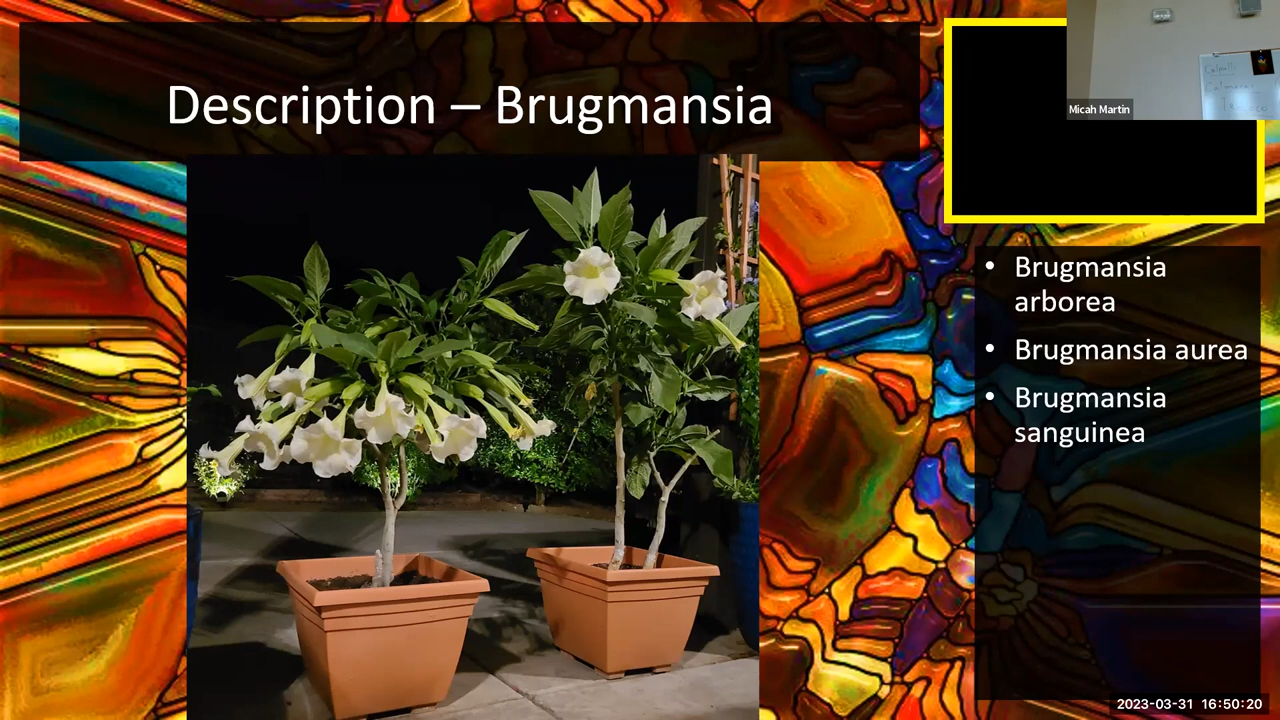 Description – Brugmansia
Micah Martin
• Brugmansia
arborea
• Brugmansia aurea
• Brugmansia
sanguinea
2023-03-31 16:50:20